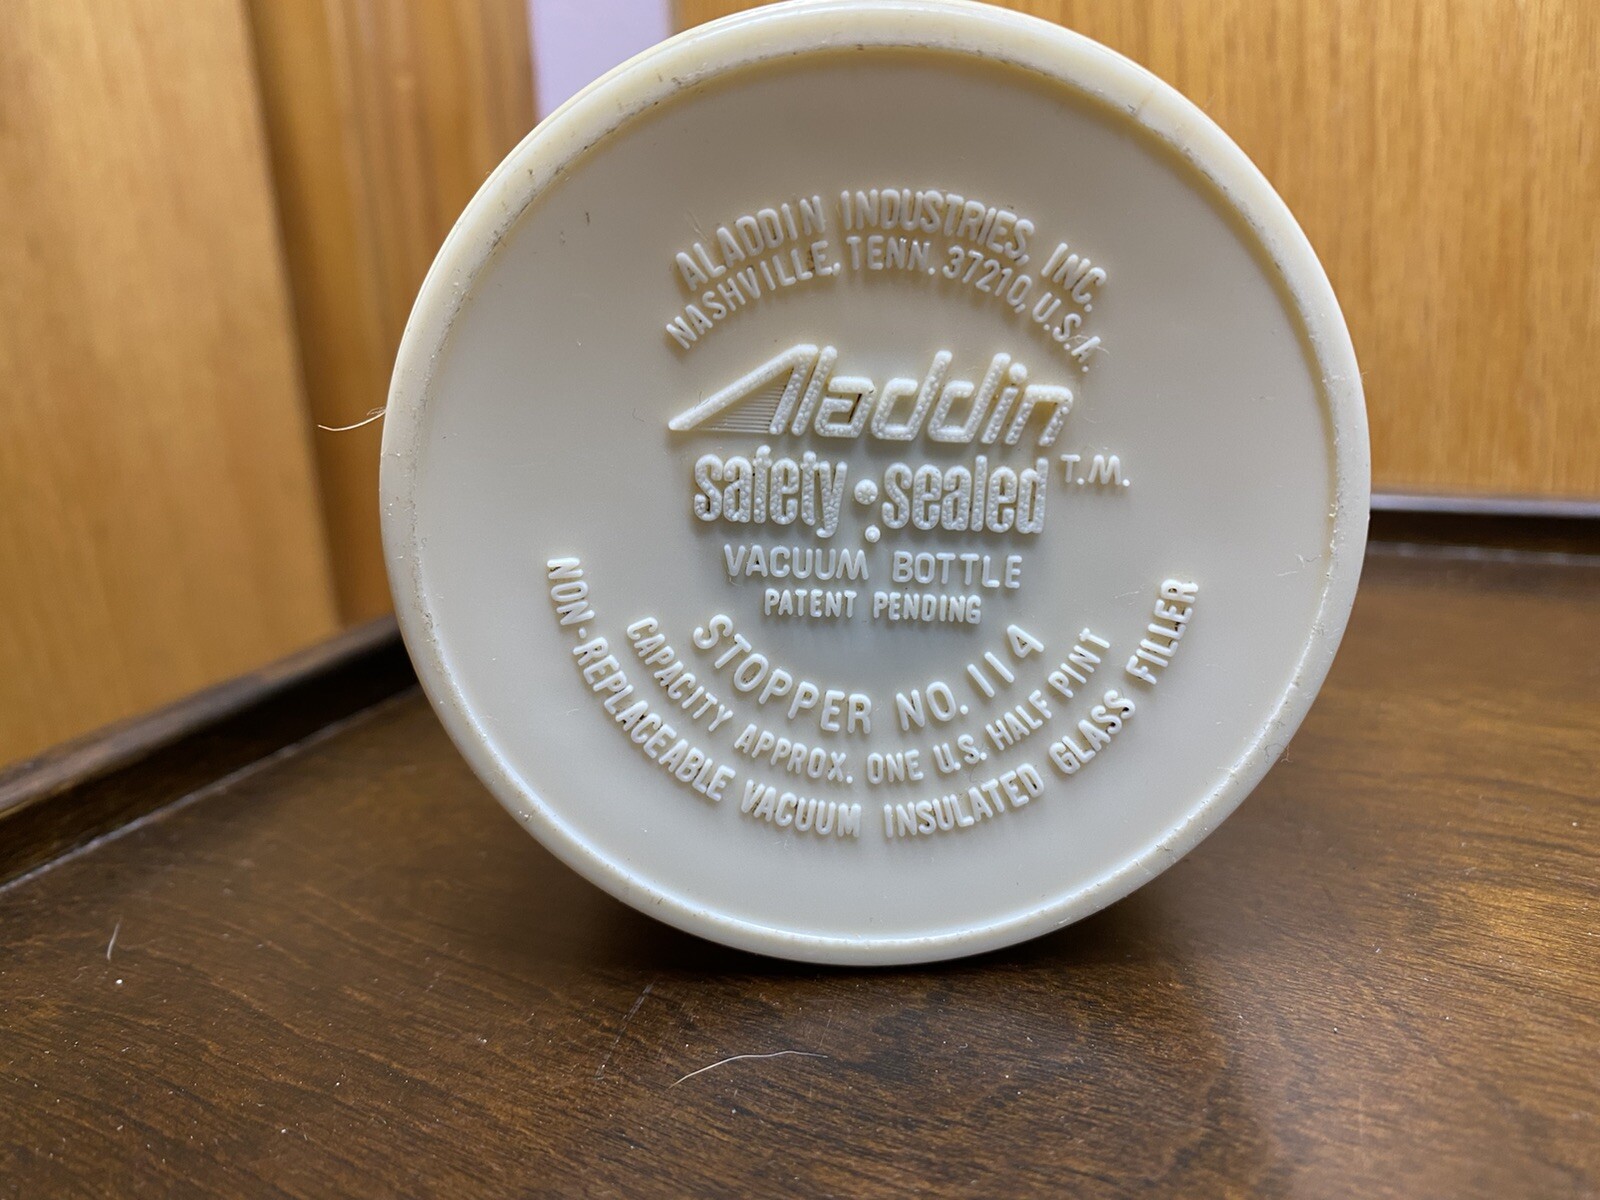 ALADDIN INDUSTRIES, INC.
NASHVILLE, TENN. 37210, U.S.A.
Aladdin
safety sealed T.M.
VACUUM BOTTLE
PATENT PENDING
STOPPER NO. 114
CAPACITY APPROX. ONE U.S. HALF PINT
NON-REPLACEABLE VACUUM INSULATED GLASS FILLER